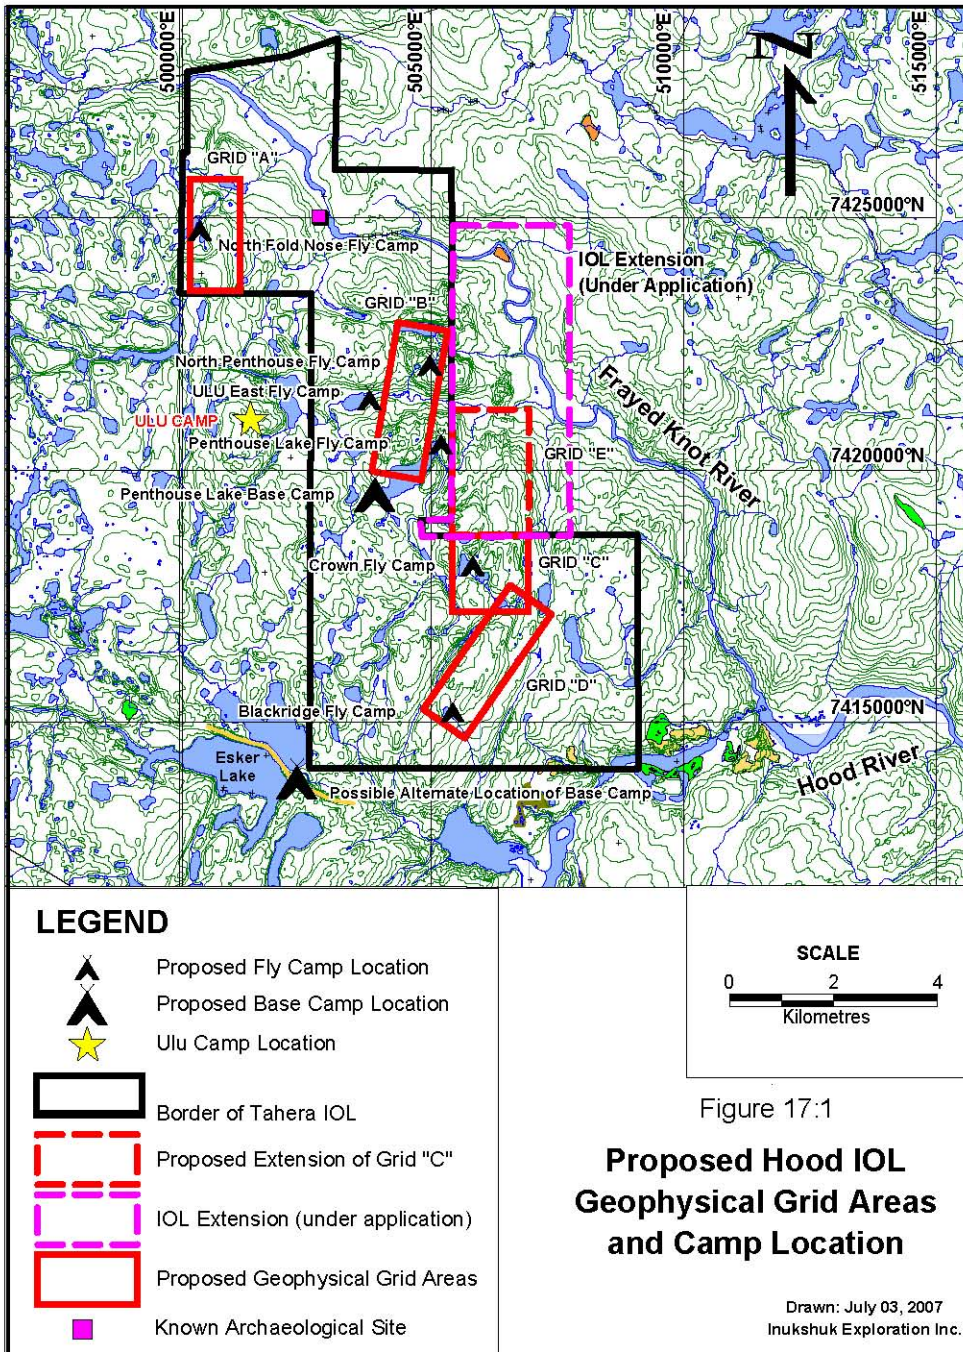 500000°E
505000°E
510000°E
515000°E
N
GRID "A"
7425000°N
North Fold Nose Fly Camp
IOL Extension
(Under Application)
GRID "B"
North Penthouse Fly Camp
ULU East Fly Camp
ULU CAMP
Penthouse Lake Fly Camp
Frayed Knot River
GRID "E"
7420000°N
Penthouse Lake Base Camp
Crown Fly Camp
GRID "C"
GRID "D"
Blackridge Fly Camp
7415000°N
Esker
Lake
Hood River
Possible Alternate Location of Base Camp
LEGEND
Proposed Fly Camp Location
Proposed Base Camp Location
Ulu Camp Location
Border of Tahera IOL
Proposed Extension of Grid "C"
IOL Extension (under application)
Proposed Geophysical Grid Areas
Known Archaeological Site
SCALE
0 2 4
Kilometres
Figure 17:1
Proposed Hood IOL
Geophysical Grid Areas
and Camp Location
Drawn: July 03, 2007
Inukshuk Exploration Inc.